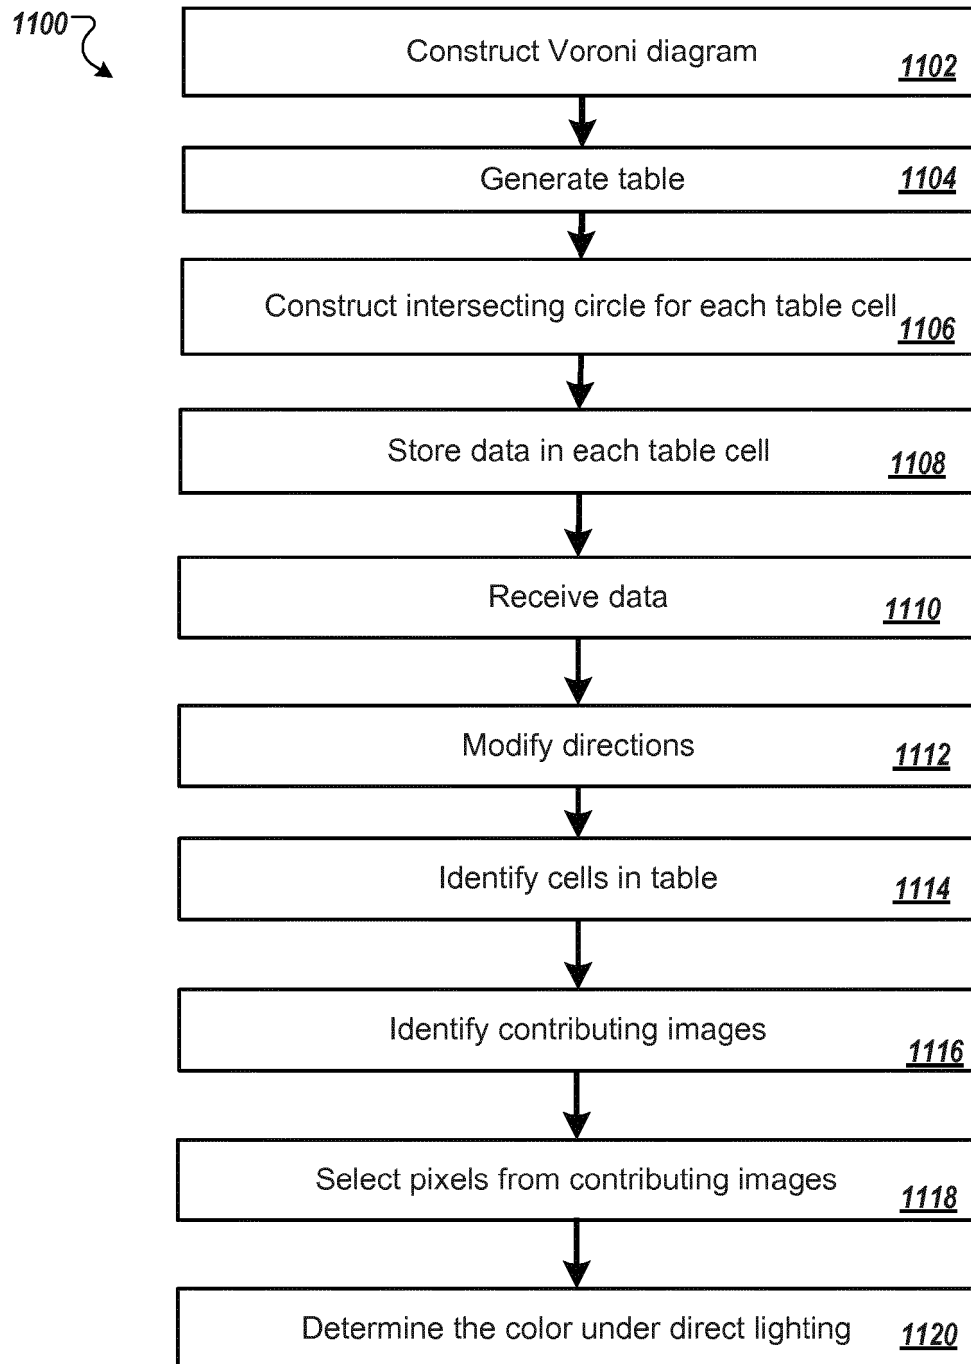 1100
Construct Voroni diagram
1102
Generate table
1104
Construct intersecting circle for each table cell
1106
Store data in each table cell
1108
Receive data
1110
Modify directions
1112
Identify cells in table
1114
Identify contributing images
1116
Select pixels from contributing images
1118
Determine the color under direct lighting
1120